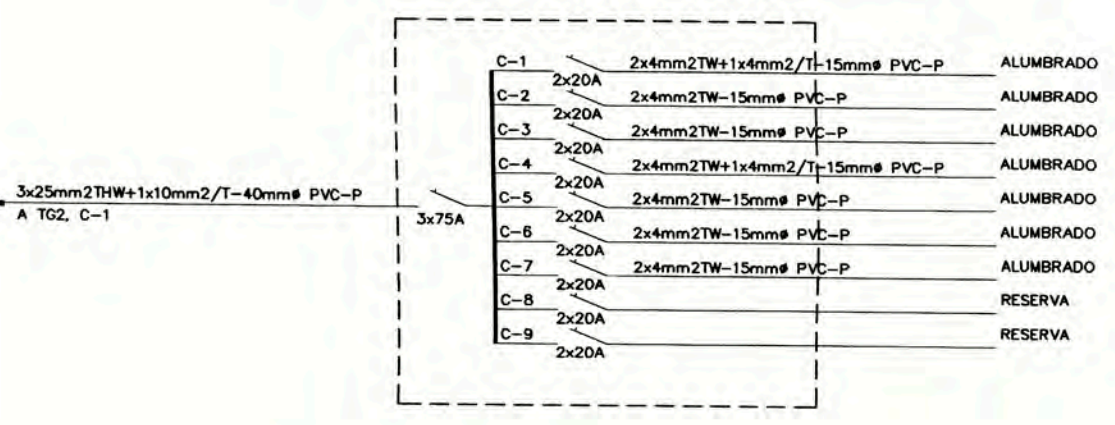 C-1 2x4mm2TW+1x4mm2/T-15mmø PVC-P ALUMBRADO
2x20A
C-2 2x4mm2TW-15mmø PVC-P ALUMBRADO
2x20A
C-3 2x4mm2TW-15mmø PVC-P ALUMBRADO
2x20A
C-4 2x4mm2TW+1x4mm2/T-15mmø PVC-P ALUMBRADO
2x20A
3x25mm2THW+1x10mm2/T-40mmø PVC-P
A TG2, C-1
3x75A
C-5 2x4mm2TW-15mmø PVC-P ALUMBRADO
2x20A
C-6 2x4mm2TW-15mmø PVC-P ALUMBRADO
2x20A
C-7 2x4mm2TW-15mmø PVC-P ALUMBRADO
2x20A
C-8 RESERVA
2x20A
C-9 RESERVA
2x20A